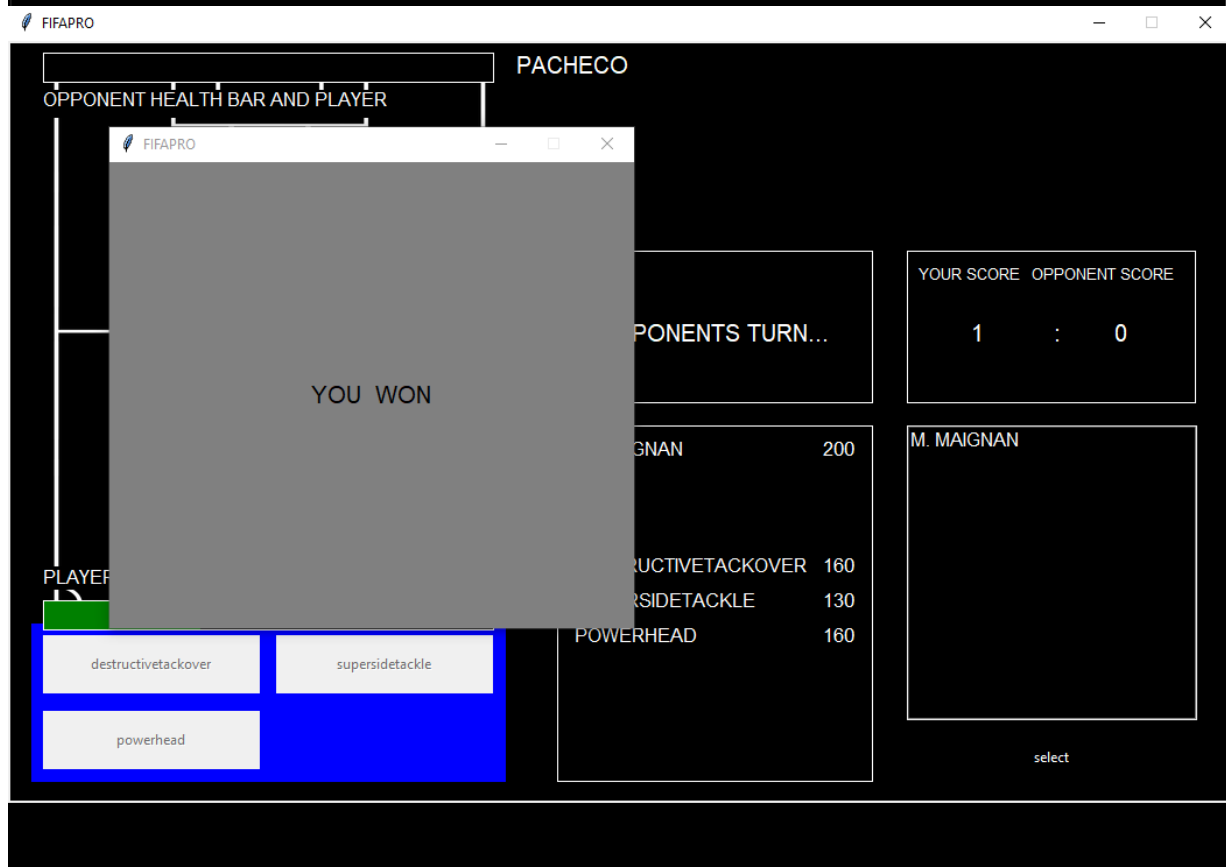 FIFAPRO
PACHECO
OPPONENT HEALTH BAR AND PLAYER
FIFAPRO
YOU WON
PONENTS TURN...
YOUR SCORE OPPONENT SCORE
1 : 0
GNAN 200
M. MAIGNAN
PLAYER
RUCTIVETACKOVER 160
RSIDETACKLE 130
POWERHEAD 160
destructivetackover supersidetackle
powerhead
select